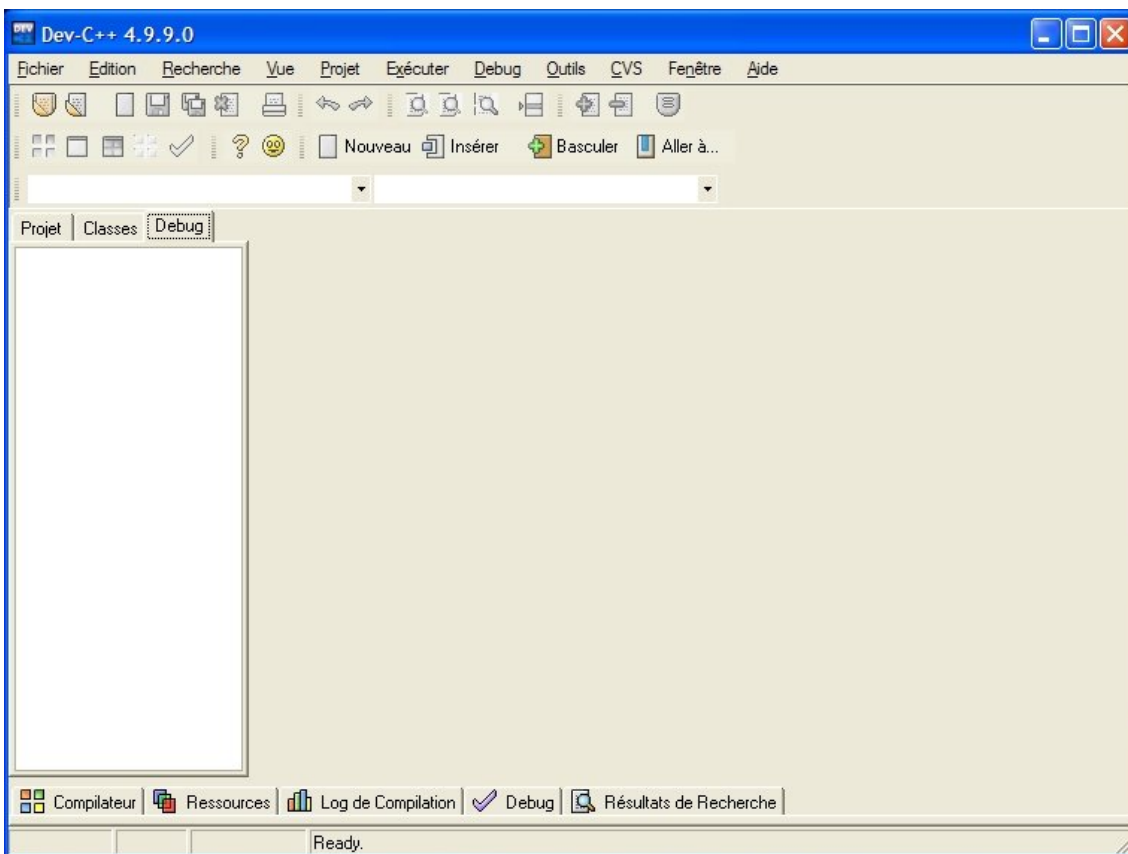 Dev-C++ 4.9.9.0
Fichier Edition Recherche Vue Projet Exécuter Debug Outils CVS Fenêtre Aide
Nouveau Insérer Basculer Aller à...
Projet Classes Debug
Compilateur Ressources Log de Compilation Debug Résultats de Recherche
Ready.